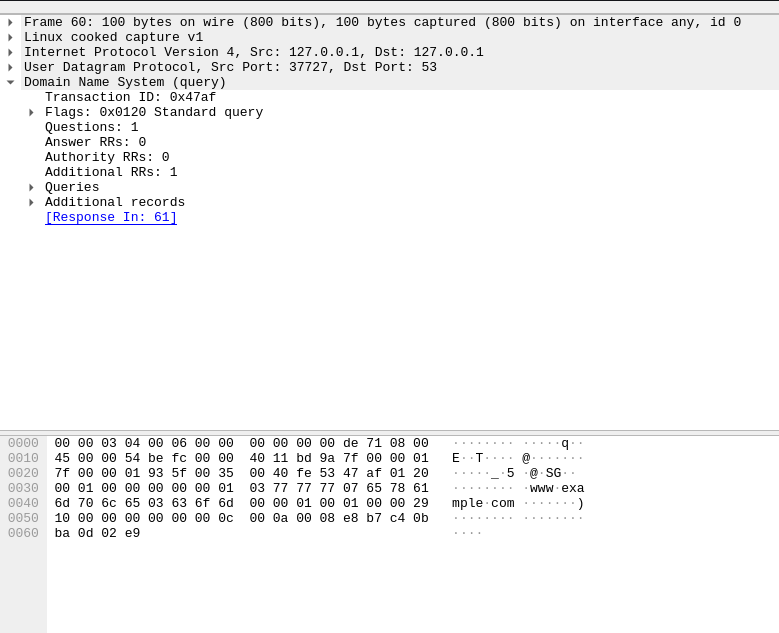 Frame 60: 100 bytes on wire (800 bits), 100 bytes captured (800 bits) on interface any, id 0
Linux cooked capture v1
Internet Protocol Version 4, Src: 127.0.0.1, Dst: 127.0.0.1
User Datagram Protocol, Src Port: 37727, Dst Port: 53
Domain Name System (query)
Transaction ID: 0x47af
Flags: 0x0120 Standard query
Questions: 1
Answer RRs: 0
Authority RRs: 0
Additional RRs: 1
Queries
Additional records
[Response In: 61]
0000 00 00 03 04 00 06 00 00 00 00 00 00 de 71 08 00 ········ ·····q··
0010 45 00 00 54 be fc 00 00 40 11 bd 9a 7f 00 00 01 E··T···· @·······
0020 7f 00 00 01 93 5f 00 35 00 40 fe 53 47 af 01 20 ·····_·5 ·@·SG··
0030 00 01 00 00 00 00 00 01 03 77 77 77 07 65 78 61 ········ ·www·exa
0040 6d 70 6c 65 03 63 6f 6d 00 00 01 00 01 00 00 29 mple·com ·······)
0050 10 00 00 00 00 00 00 0c 00 0a 00 08 e8 b7 c4 0b ········ ········
0060 ba 0d 02 e9 ····